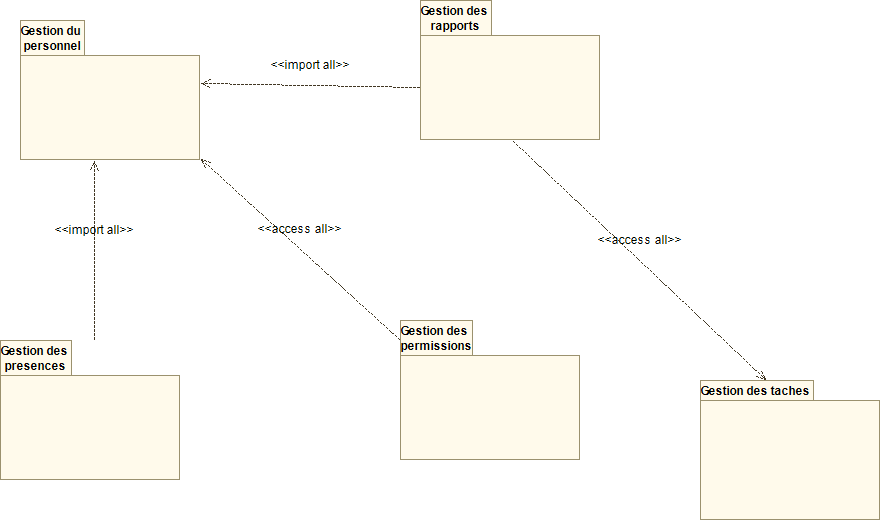 Gestion du
personnel
Gestion des
rapports
<<import all>>
<<import all>>
<<access all>>
<<access all>>
Gestion des
presences
Gestion des
permissions
Gestion des taches